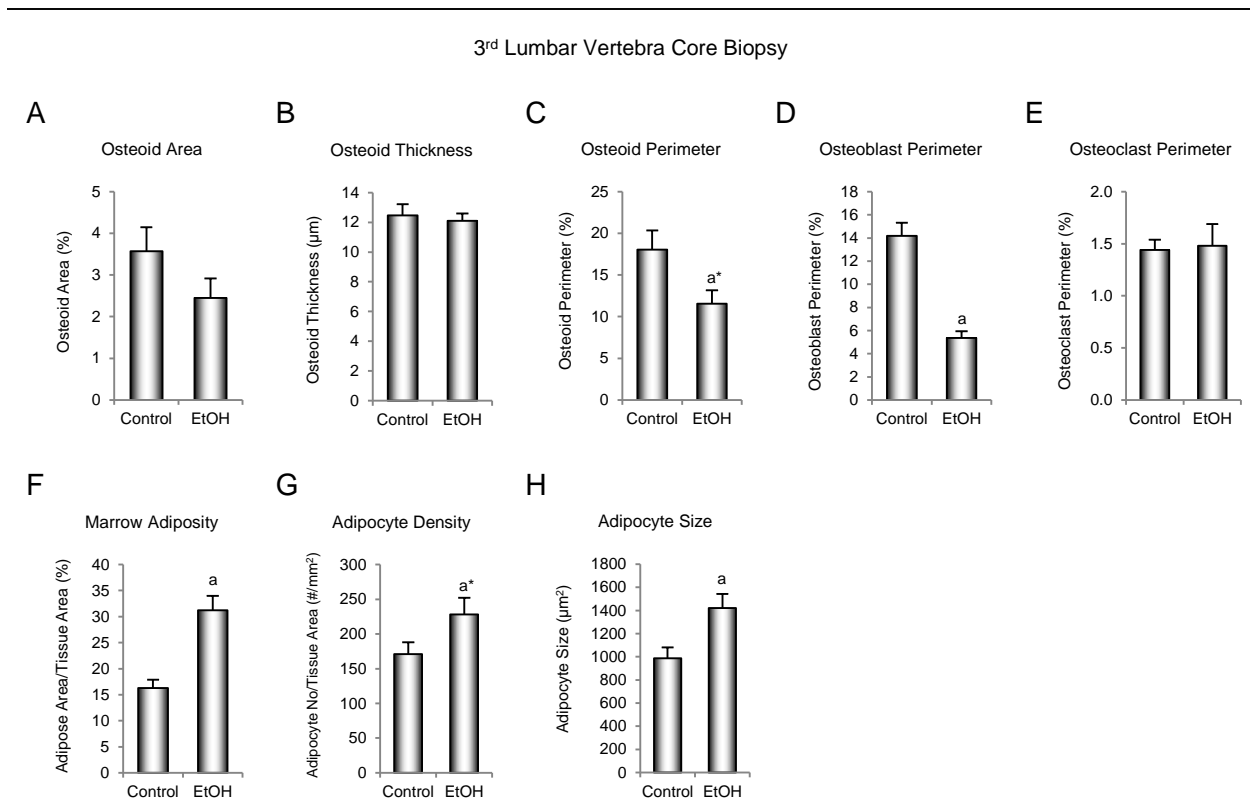 3rd Lumbar Vertebra Core Biopsy
A
Osteoid Area
Osteoid Area (%)
5
4
3
2
1
0
Control EtOH
B
Osteoid Thickness
Osteoid Thickness (µm)
14
12
10
8
6
4
2
0
Control EtOH
C
Osteoid Perimeter
Osteoid Perimeter (%)
25
20
15
10
5
0
a*
Control EtOH
D
Osteoblast Perimeter
Osteoblast Perimeter (%)
18
16
14
12
10
8
6
4
2
0
a
Control EtOH
E
Osteoclast Perimeter
Osteoclast Perimeter (%)
2.0
1.5
1.0
0.5
0.0
Control EtOH
F
Marrow Adiposity
Adipose Area/Tissue Area (%)
40
35
30
25
20
15
10
5
0
a
Control EtOH
G
Adipocyte Density
Adipocyte No/Tissue Area (#/mm²)
300
250
200
150
100
50
0
a*
Control EtOH
H
Adipocyte Size
Adipocyte Size (µm²)
1800
1600
1400
1200
1000
800
600
400
200
0
a
Control EtOH